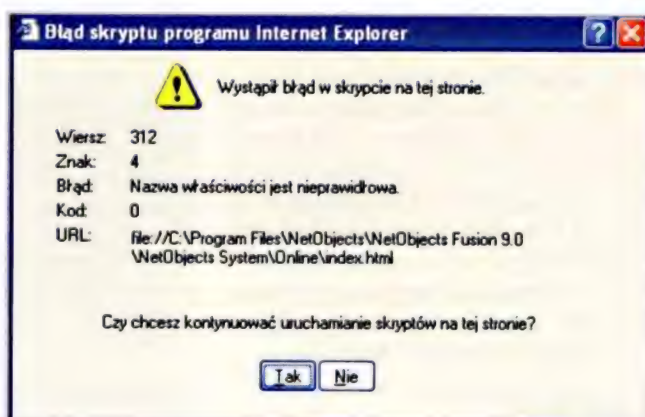 Błąd skryptu programu Internet Explorer
Wystąpił błąd w skrypcie na tej stronie.
Wiersz: 312
Znak: 4
Błąd: Nazwa właściwości jest nieprawidłowa.
Kod: 0
URL: file://C:\Program Files\NetObjects\NetObjects Fusion 9.0
\NetObjects System\Online\index.html
Czy chcesz kontynuować uruchamianie skryptów na tej stronie?
Tak Nie